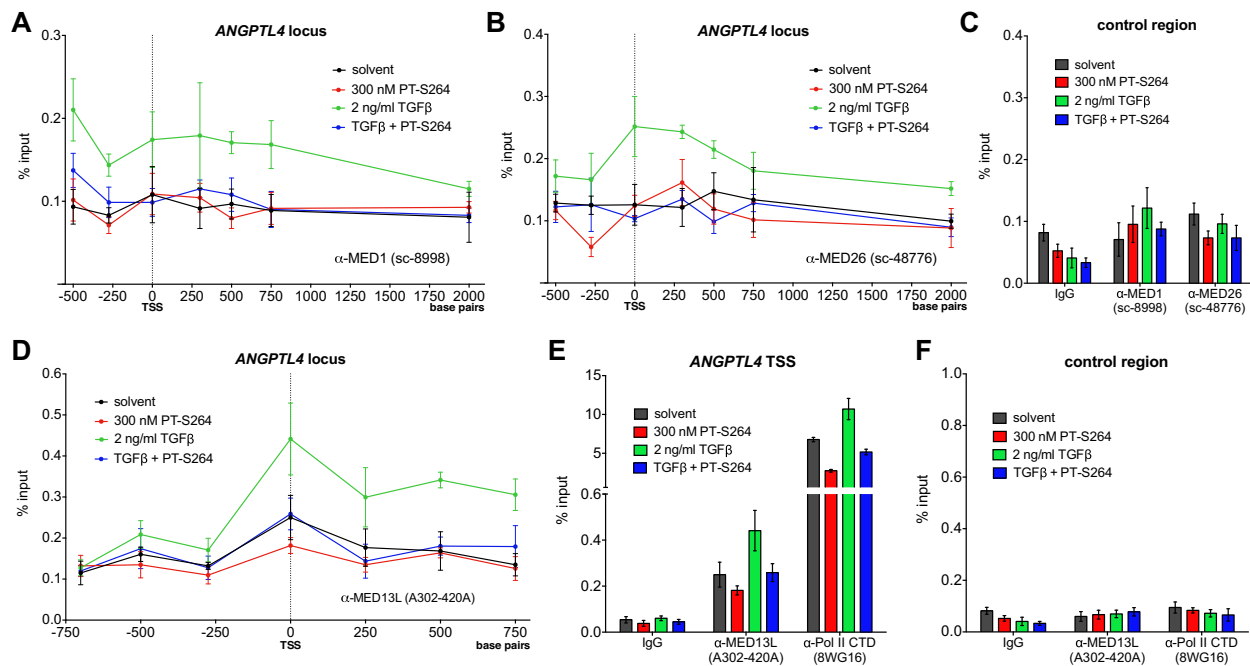 A
ANGPTL4 locus
0.3
0.2
0.1
% input
solvent
300 nM PT-S264
2 ng/ml TGFβ
TGFβ + PT-S264
α-MED1 (sc-8998)
-500 -250 0 250 500 750 2000
TSS base pairs
B
ANGPTL4 locus
0.4
0.3
0.2
0.1
% input
solvent
300 nM PT-S264
2 ng/ml TGFβ
TGFβ + PT-S264
α-MED26 (sc-48776)
-500 -250 0 250 500 750 2000
TSS base pairs
C
control region
0.4
0.3
0.2
0.1
0.0
% input
solvent
300 nM PT-S264
2 ng/ml TGFβ
TGFβ + PT-S264
IgG α-MED1 α-MED26
(sc-8998) (sc-48776)
D
ANGPTL4 locus
0.6
0.5
0.4
0.3
0.2
0.1
0.0
% input
solvent
300 nM PT-S264
2 ng/ml TGFβ
TGFβ + PT-S264
α-MED13L (A302-420A)
-750 -500 -250 0 250 500 750
TSS base pairs
E
ANGPTL4 TSS
15
10
5
0.6
0.4
0.2
0.0
% input
solvent
300 nM PT-S264
2 ng/ml TGFβ
TGFβ + PT-S264
IgG α-MED13L α-Pol II CTD
(A302-420A) (8WG16)
F
control region
1.0
0.8
0.6
0.4
0.2
0.0
% input
solvent
300 nM PT-S264
2 ng/ml TGFβ
TGFβ + PT-S264
IgG α-MED13L α-Pol II CTD
(A302-420A) (8WG16)